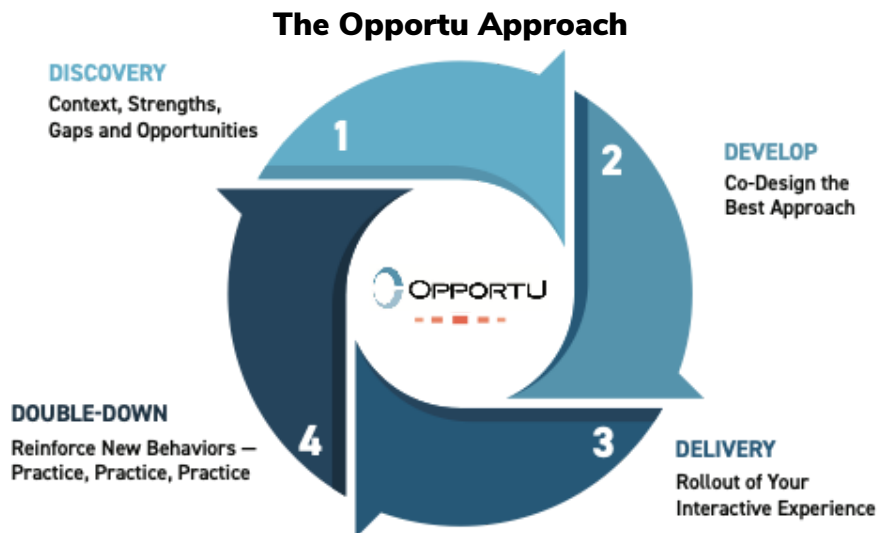 The Opportu Approach
DISCOVERY
Context, Strengths,
Gaps and Opportunities
1
2
DEVELOP
Co-Design the
Best Approach
OPPORTU
DOUBLE-DOWN
Reinforce New Behaviors —
Practice, Practice, Practice
4
3
DELIVERY
Rollout of Your
Interactive Experience